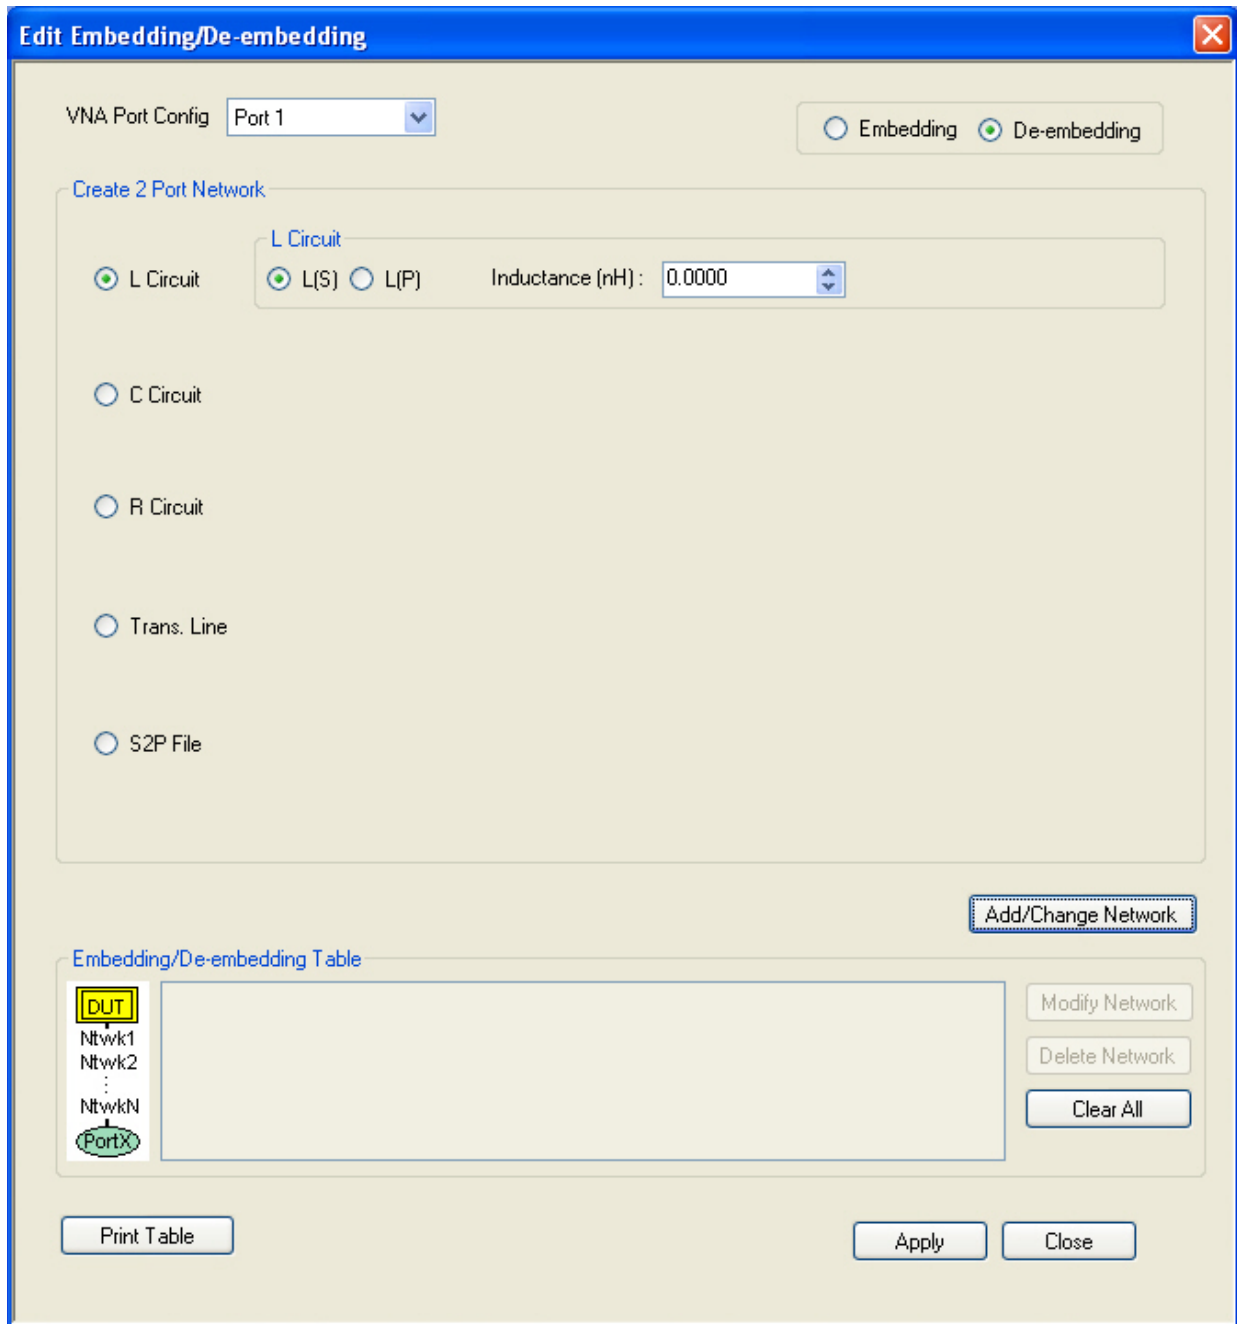 Edit Embedding/De-embedding
VNA Port Config Port 1
Embedding De-embedding
Create 2 Port Network
L Circuit
L Circuit L(S) L(P) Inductance (nH) : 0.0000
C Circuit
R Circuit
Trans. Line
S2P File
Add/Change Network
Embedding/De-embedding Table
DUT
Ntwk1
Ntwk2
⋮
NtwkN
PortX
Modify Network
Delete Network
Clear All
Print Table Apply Close